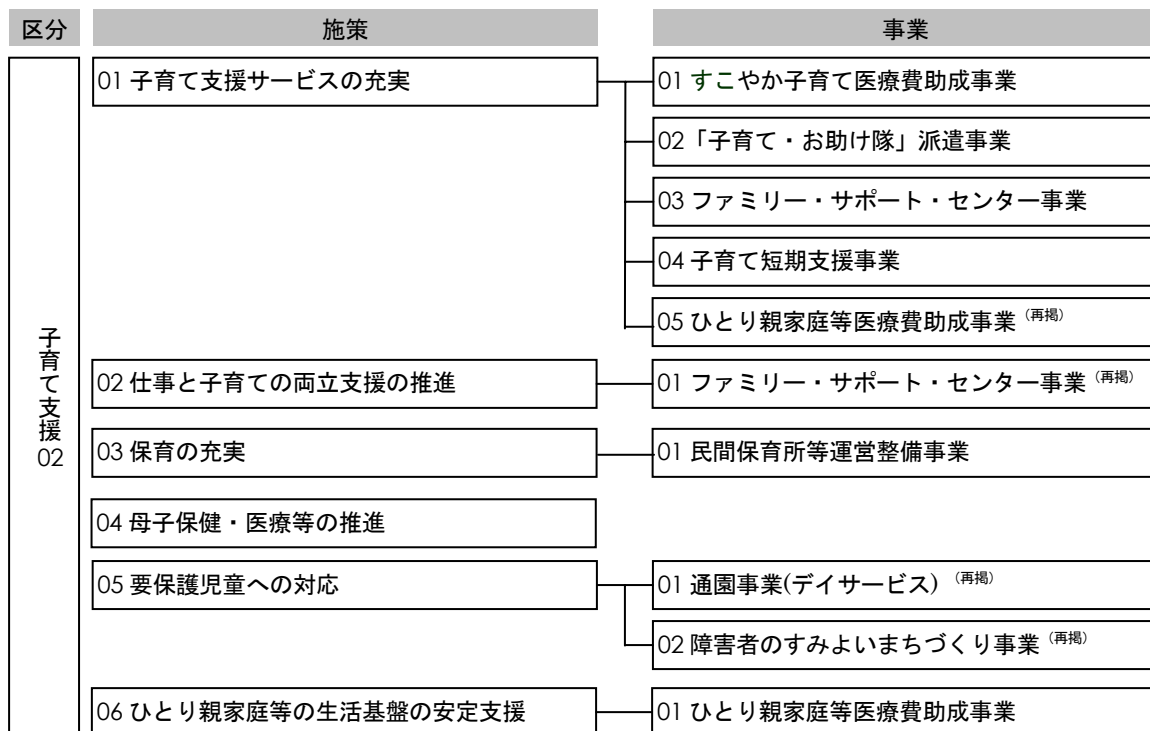 区分 施策 事業
子育て支援 02
01 子育て支援サービスの充実
01 すこやか子育て医療費助成事業
02「子育て・お助け隊」派遣事業
03 ファミリー・サポート・センター事業
04 子育て短期支援事業
05 ひとり親家庭等医療費助成事業（再掲）
02 仕事と子育ての両立支援の推進
01 ファミリー・サポート・センター事業（再掲）
03 保育の充実
01 民間保育所等運営整備事業
04 母子保健・医療等の推進
05 要保護児童への対応
01 通園事業(デイサービス)（再掲）
02 障害者のすみよいまちづくり事業（再掲）
06 ひとり親家庭等の生活基盤の安定支援
01 ひとり親家庭等医療費助成事業